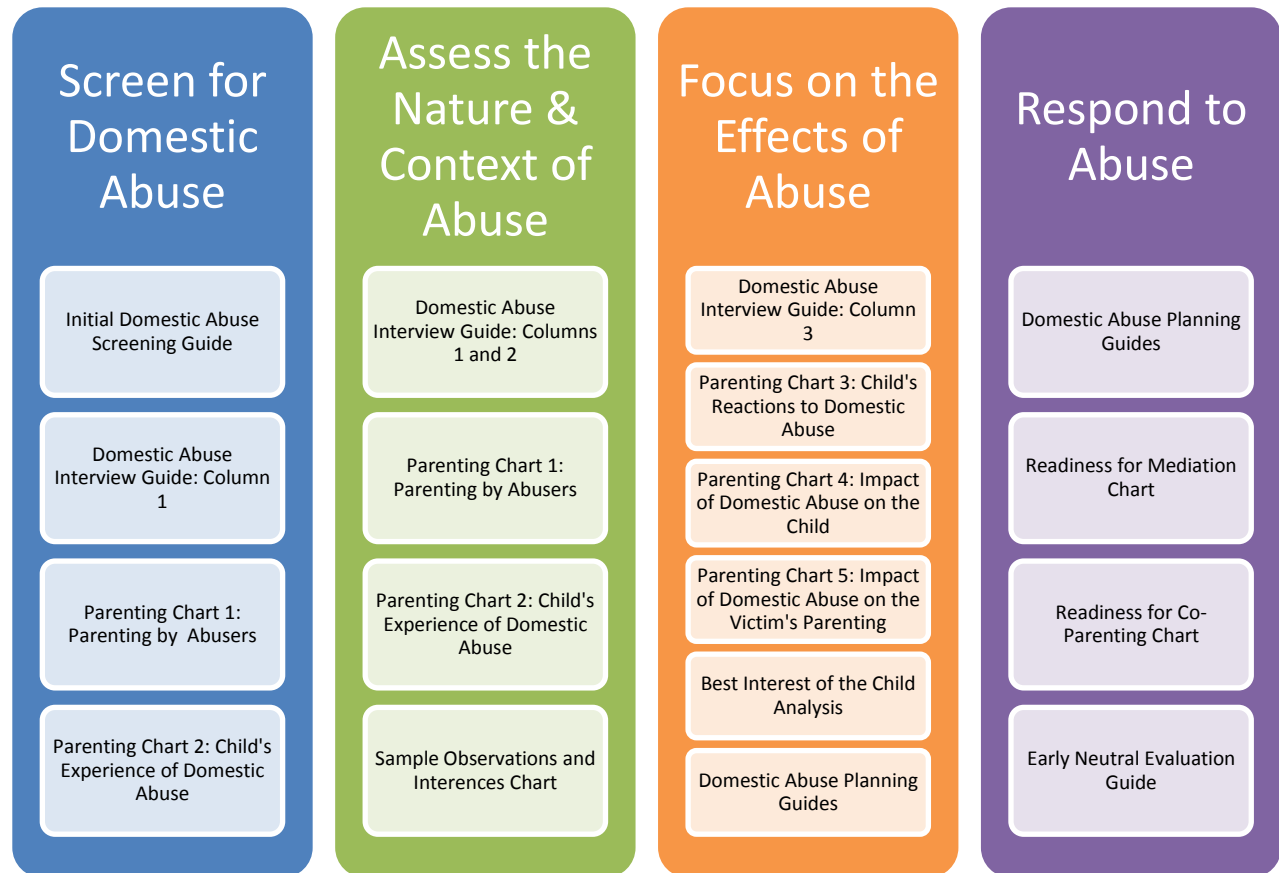 Screen for
Domestic
Abuse
Initial Domestic Abuse
Screening Guide
Domestic Abuse
Interview Guide: Column
1
Parenting Chart 1:
Parenting by  Abusers
Parenting Chart 2: Child's
Experience of Domestic
Abuse
Assess the
Nature &
Context of
Abuse
Domestic Abuse
Interview Guide: Columns
1 and 2
Parenting Chart 1:
Parenting by Abusers
Parenting Chart 2: Child's
Experience of Domestic
Abuse
Sample Observations and
Interences Chart
Focus on the
Effects of
Abuse
Domestic Abuse
Interview Guide: Column
3
Parenting Chart 3: Child's
Reactions to Domestic
Abuse
Parenting Chart 4: Impact
of Domestic Abuse on the
Child
Parenting Chart 5: Impact
of Domestic Abuse on the
Victim's Parenting
Best Interest of the Child
Analysis
Domestic Abuse Planning
Guides
Respond to
Abuse
Domestic Abuse Planning
Guides
Readiness for Mediation
Chart
Readiness for Co-
Parenting Chart
Early Neutral Evaluation
Guide